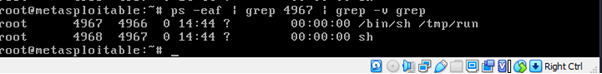 root@metasploitable:~# ps -eaf | grep 4967 | grep -v grep
root      4967  4966  0 14:44 ?        00:00:00 /bin/sh /tmp/run
root      4968  4967  0 14:44 ?        00:00:00 sh
root@metasploitable:~# _
Right Ctrl